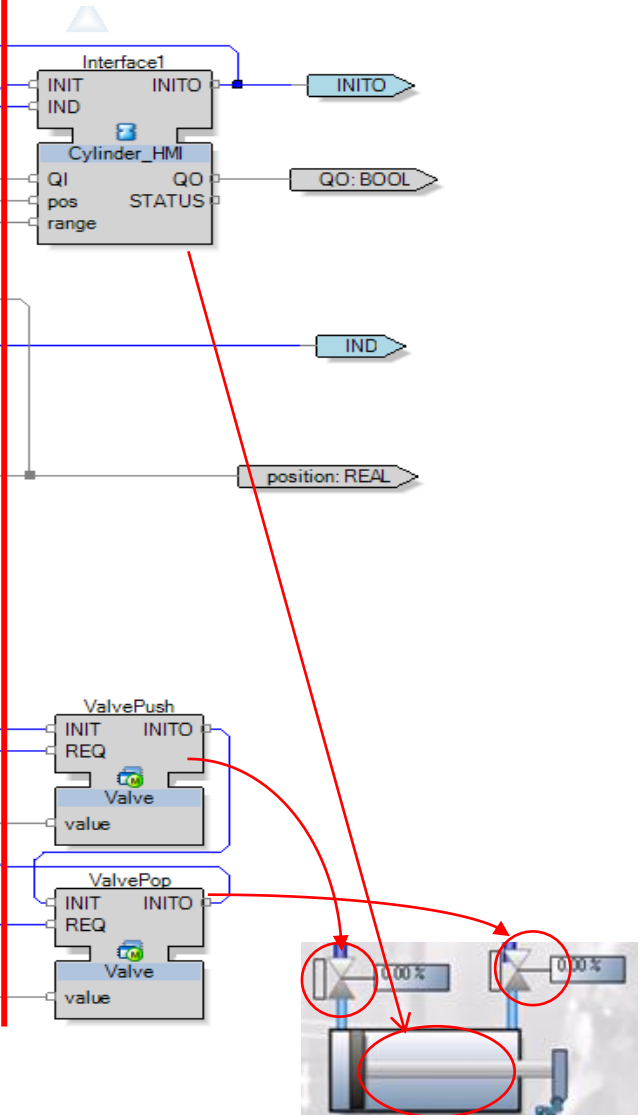 Interface1
INIT INITO
IND
Cylinder_HMI
QI QO
pos STATUS
range
INITO
QO: BOOL
IND
position: REAL
ValvePush
INIT INITO
REQ
M
Valve
value
ValvePop
INIT INITO
REQ
M
Valve
value
0.00 %
0.00 %